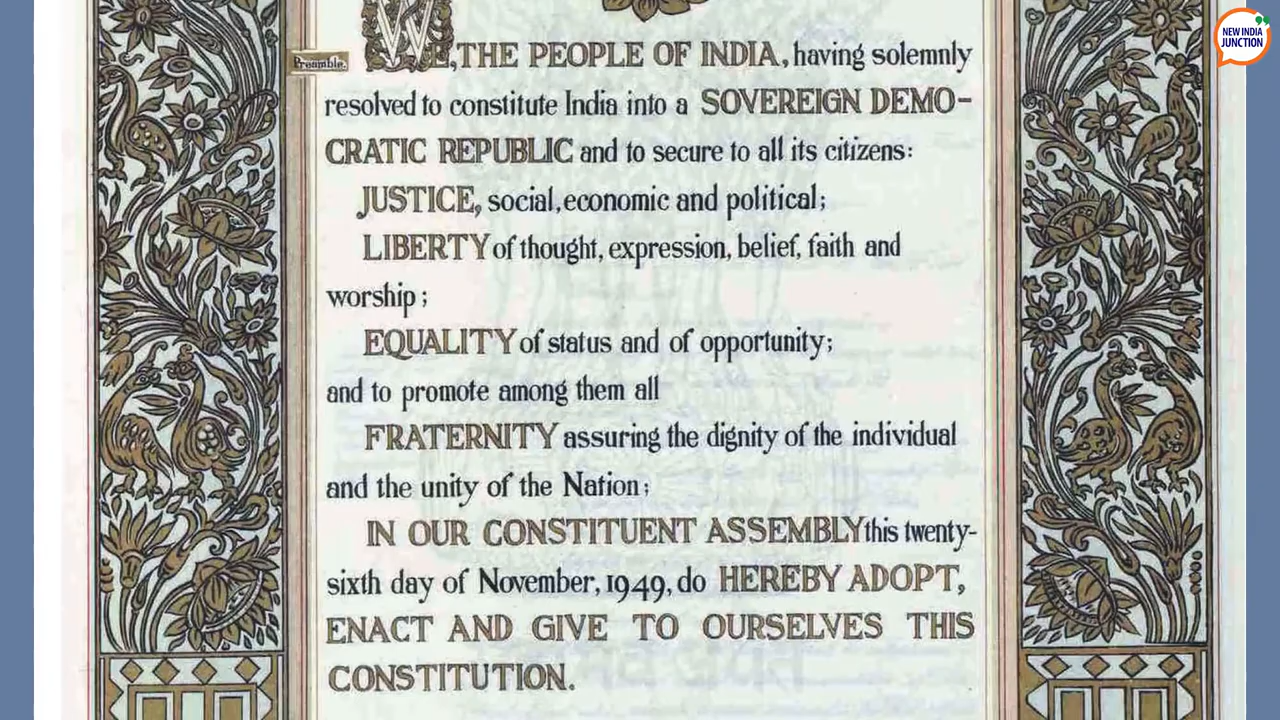 Preamble.
WE, THE PEOPLE OF INDIA, having solemnly
resolved to constitute India into a SOVEREIGN DEMO-
CRATIC REPUBLIC and to secure to all its citizens:
JUSTICE, social, economic and political;
LIBERTY of thought, expression, belief, faith and
worship;
EQUALITY of status and of opportunity;
and to promote among them all
FRATERNITY assuring the dignity of the individual
and the unity of the Nation;
IN OUR CONSTITUENT ASSEMBLY this twenty-
sixth day of November, 1949, do HEREBY ADOPT,
ENACT AND GIVE TO OURSELVES THIS
CONSTITUTION.
NEW INDIA
JUNCTION